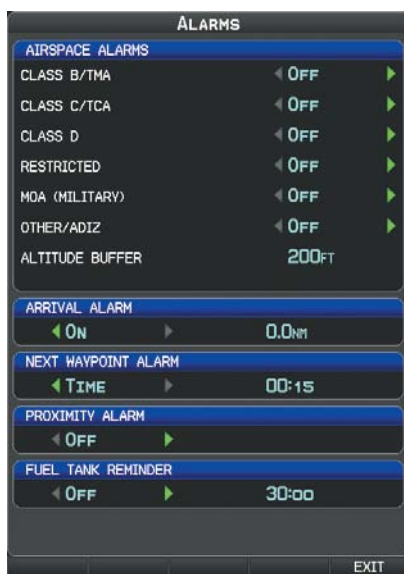 ALARMS
AIRSPACE ALARMS
CLASS B/TMA OFF
CLASS C/TCA OFF
CLASS D OFF
RESTRICTED OFF
MOA (MILITARY) OFF
OTHER/ADIZ OFF
ALTITUDE BUFFER 200FT
ARRIVAL ALARM
ON 0.0NM
NEXT WAYPOINT ALARM
TIME 00:15
PROXIMITY ALARM
OFF
FUEL TANK REMINDER
OFF 30:00
EXIT